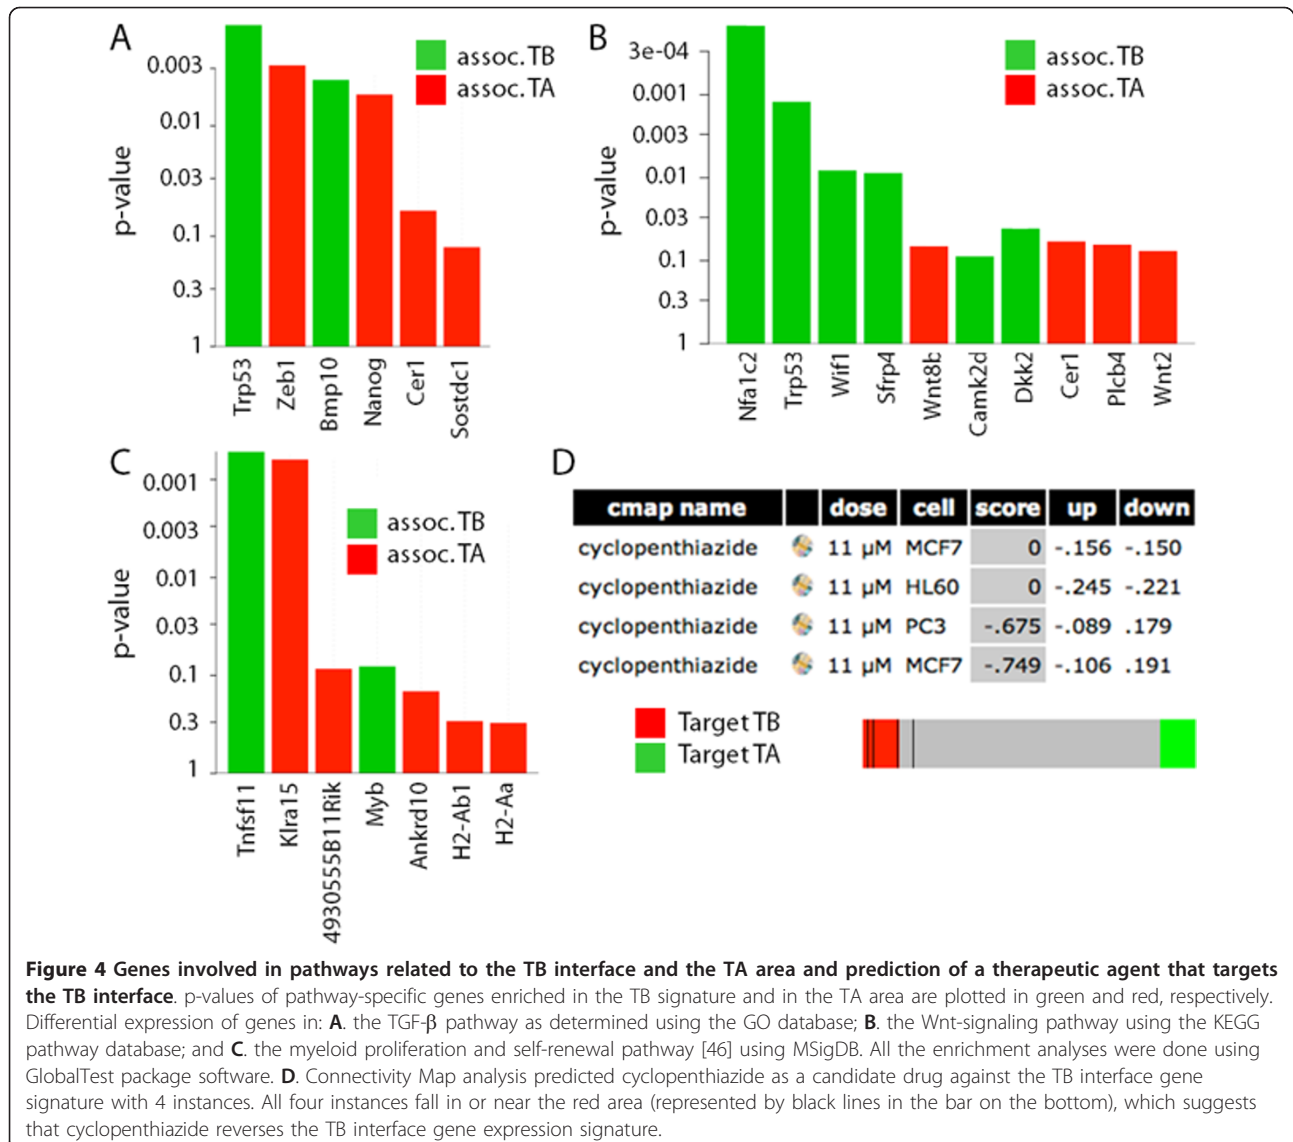 A
assoc.TB
assoc.TA
p-value
0.003
0.01
0.03
0.1
0.3
1
Trp53
Zeb1
Bmp10
Nanog
Cer1
Sostdc1
B
assoc.TB
assoc.TA
p-value
3e-04
0.001
0.003
0.01
0.03
0.1
0.3
1
Nfa1c2
Trp53
Wif1
Sfrp4
Wnt8b
Camk2d
Dkk2
Cer1
Plcb4
Wnt2
C
assoc.TB
assoc.TA
p-value
0.001
0.003
0.01
0.03
0.1
0.3
1
Tnfsf11
Klra15
4930555B11Rik
Myb
Ankrd10
H2-Ab1
H2-Aa
D
cmap name dose cell score up down
cyclopenthiazide 11 µM MCF7 0 -.156 -.150
cyclopenthiazide 11 µM HL60 0 -.245 -.221
cyclopenthiazide 11 µM PC3 -.675 -.089 .179
cyclopenthiazide 11 µM MCF7 -.749 -.106 .191
Target TB
Target TA
Figure 4 Genes involved in pathways related to the TB interface and the TA area and prediction of a therapeutic agent that targets
the TB interface. p-values of pathway-specific genes enriched in the TB signature and in the TA area are plotted in green and red, respectively.
Differential expression of genes in: A. the TGF-β pathway as determined using the GO database; B. the Wnt-signaling pathway using the KEGG
pathway database; and C. the myeloid proliferation and self-renewal pathway [46] using MSigDB. All the enrichment analyses were done using
GlobalTest package software. D. Connectivity Map analysis predicted cyclopenthiazide as a candidate drug against the TB interface gene
signature with 4 instances. All four instances fall in or near the red area (represented by black lines in the bar on the bottom), which suggests
that cyclopenthiazide reverses the TB interface gene expression signature.